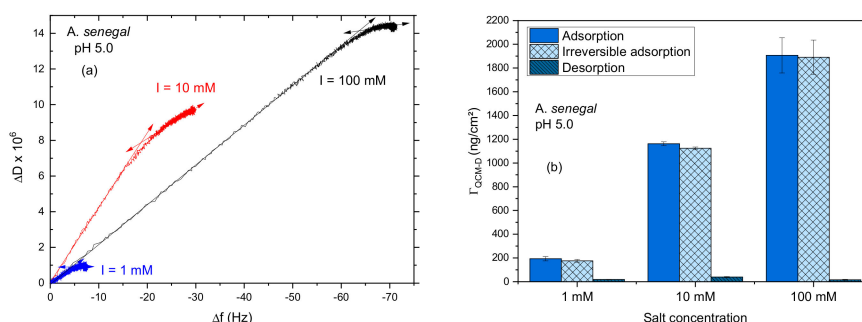 A. senegal
pH 5.0
(a)
I = 10 mM
I = 100 mM
I = 1 mM
14
12
10
8
6
4
2
0
ΔD x 10⁶
0 -10 -20 -30 -40 -50 -60 -70
Δf (Hz)
Adsorption
Irreversible adsorption
Desorption
A. senegal
pH 5.0
(b)
2200
2000
1800
1600
1400
1200
1000
800
600
400
200
0
ΓQCM-D (ng/cm²)
1 mM 10 mM 100 mM
Salt concentration